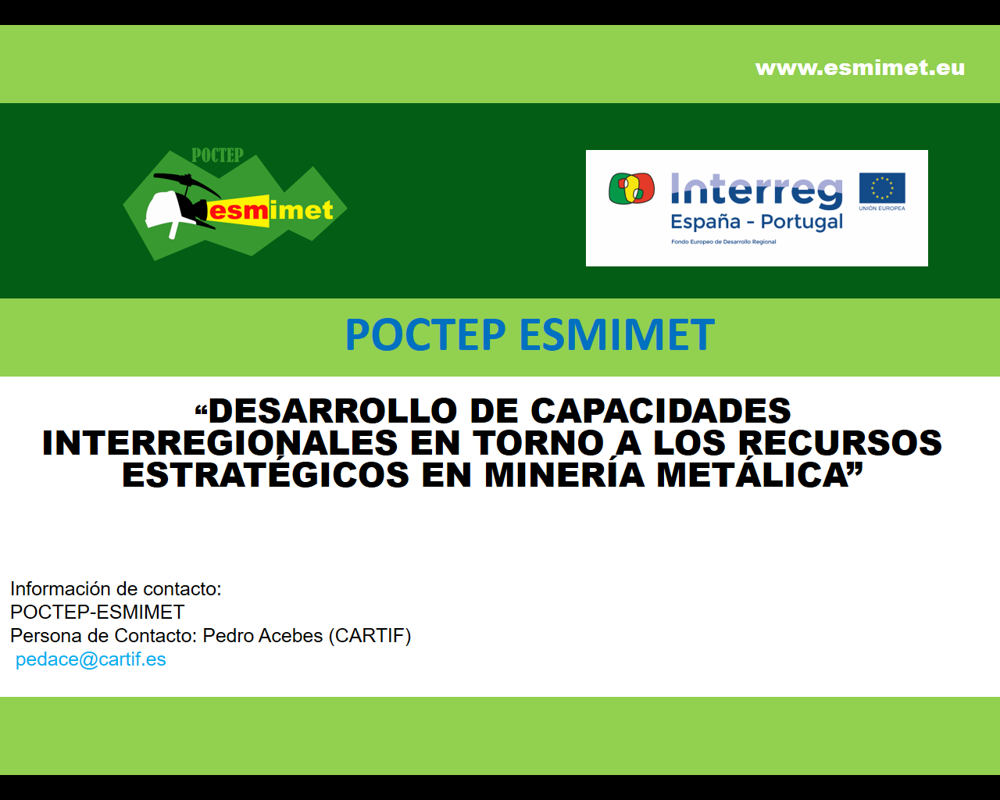 www.esmimet.eu
POCTEP
esmimet
Interreg
España - Portugal
Fondo Europeo de Desarrollo Regional
UNIÓN EUROPEA
POCTEP ESMIMET
“DESARROLLO DE CAPACIDADES
INTERREGIONALES EN TORNO A LOS RECURSOS
ESTRATÉGICOS EN MINERÍA METÁLICA”
Información de contacto:
POCTEP-ESMIMET
Persona de Contacto: Pedro Acebes (CARTIF)
pedace@cartif.es